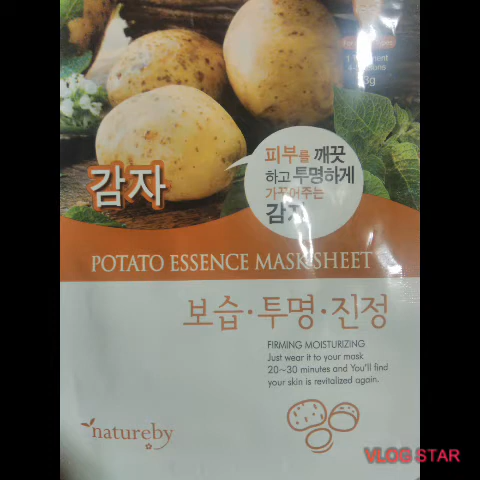 피부를 깨끗
하고 투명하게
가꾸어주는
감자
감자
POTATO ESSENCE MASK SHEET
보습·투명·진정
FIRMING MOISTURIZING
Just wear it to your mask
20~30 minutes and You'll find
your skin is revitalized again.
natureby
VLOG STAR